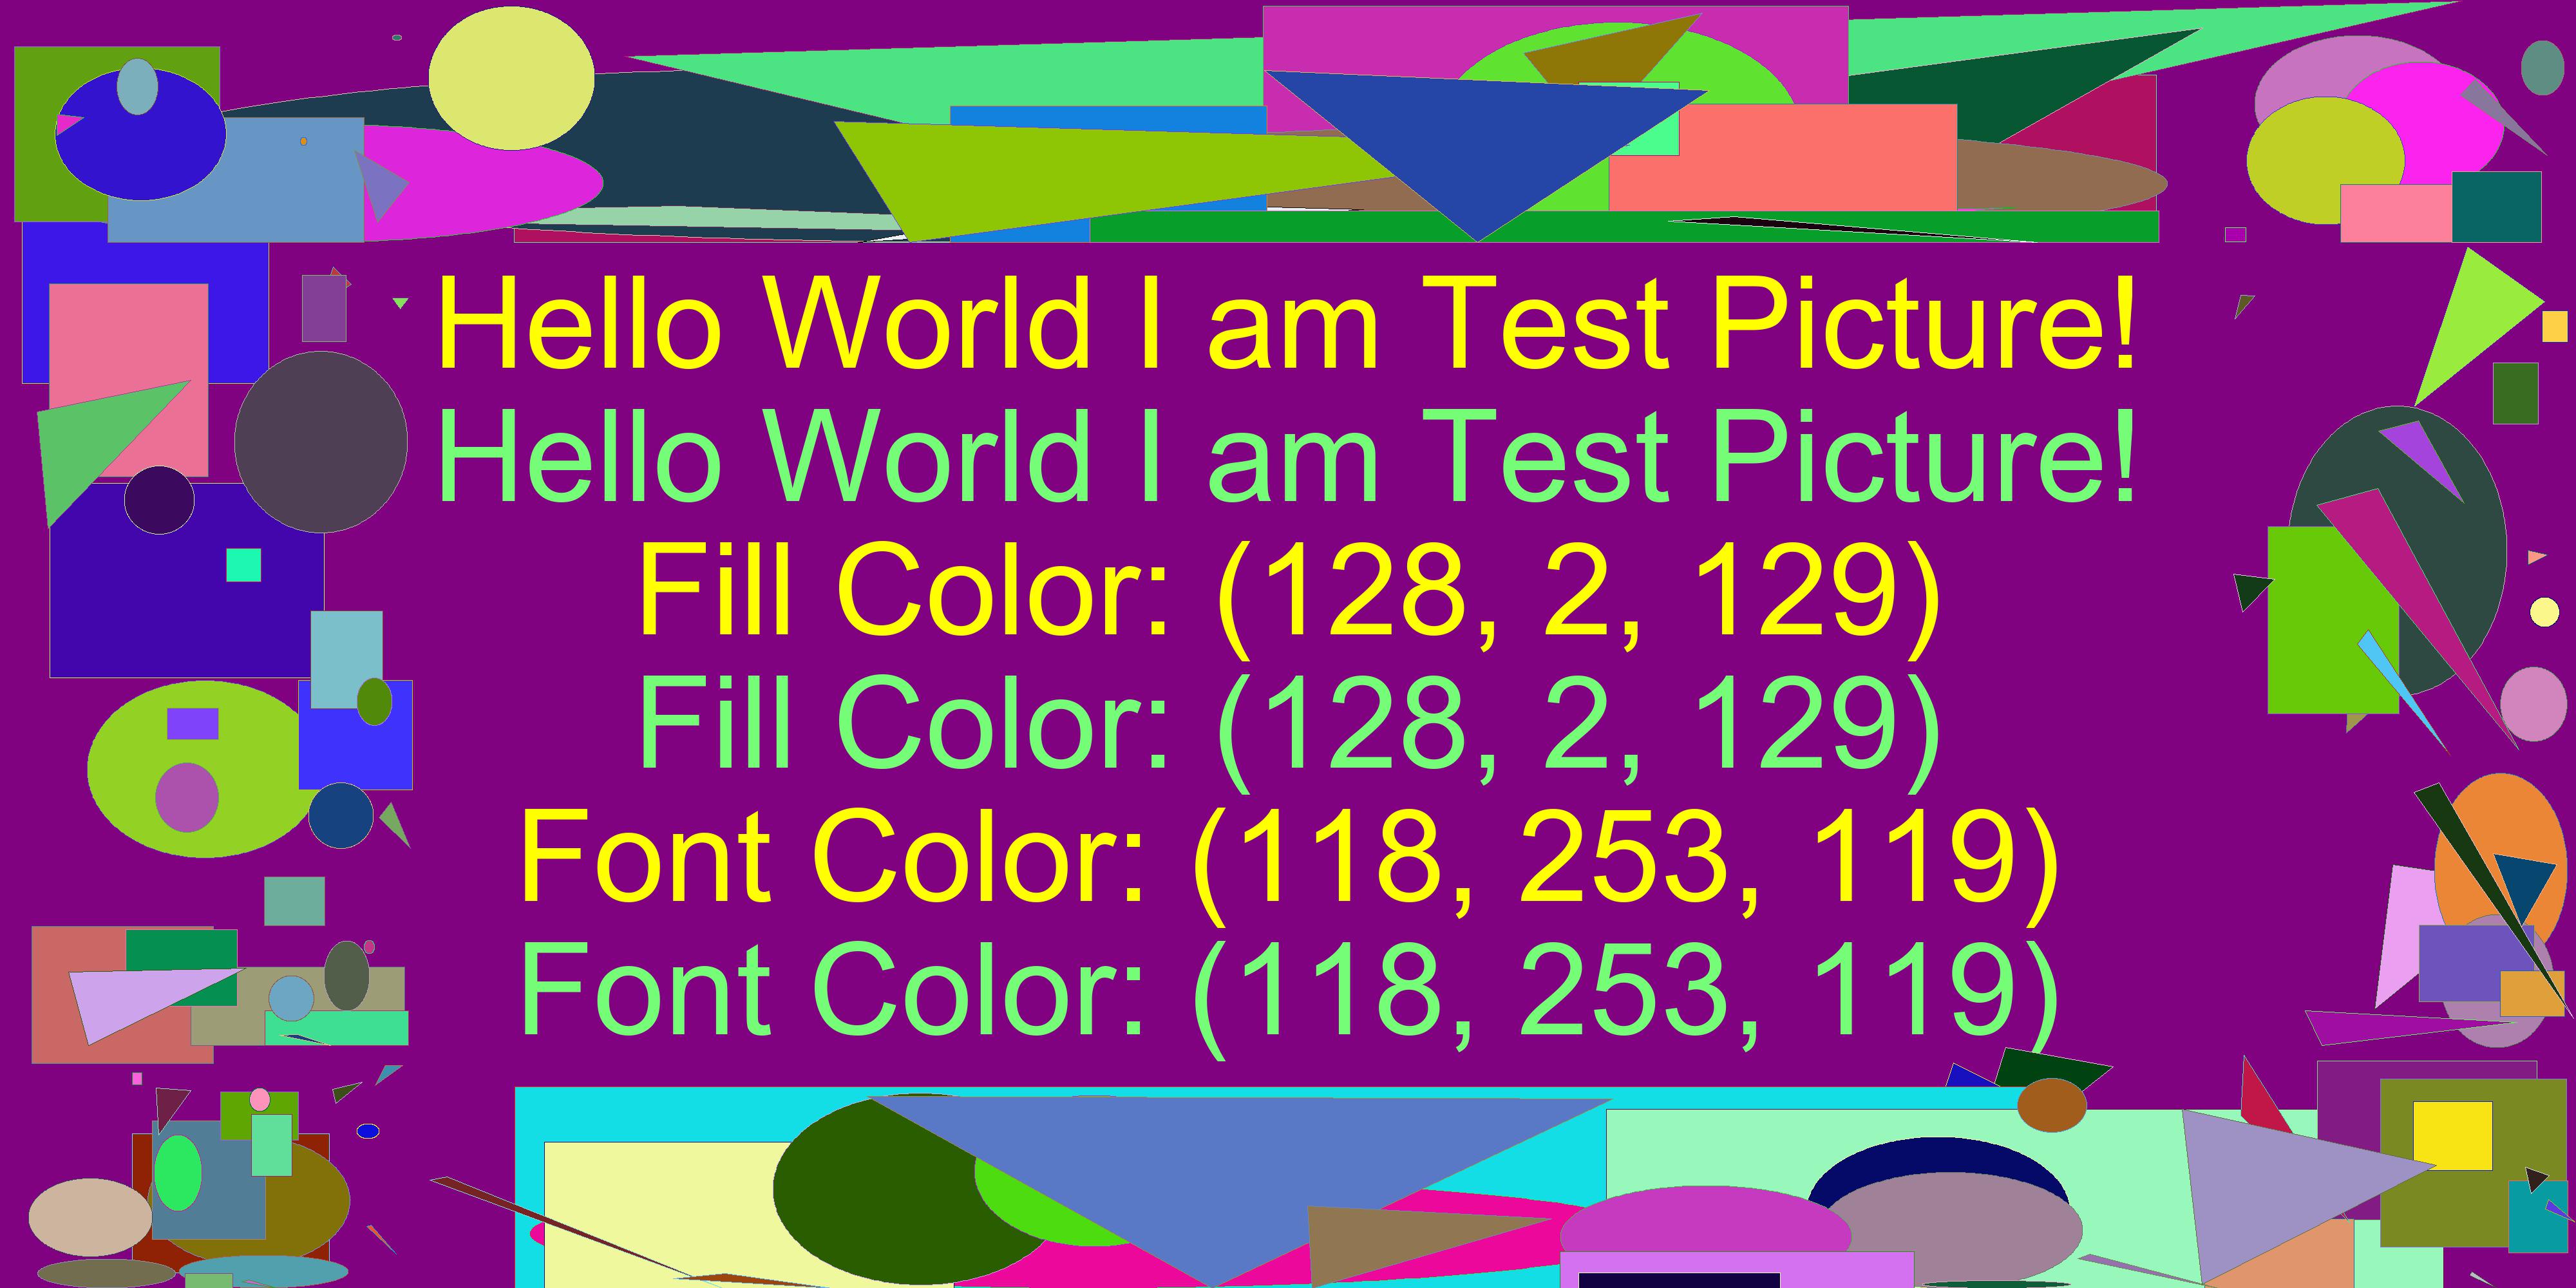 Hello World I am Test Picture!
Hello World I am Test Picture!
Fill Color: (128, 2, 129)
Fill Color: (128, 2, 129)
Font Color: (118, 253, 119)
Font Color: (118, 253, 119)